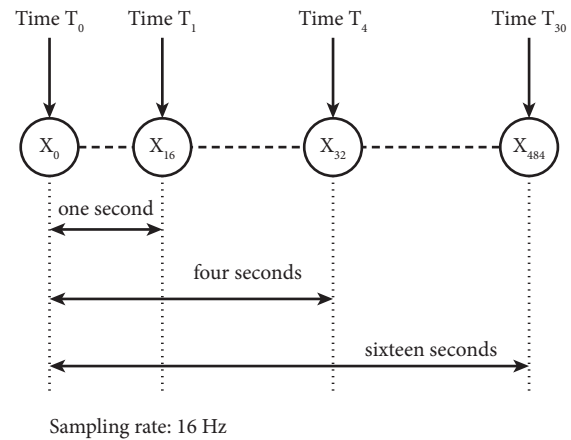 Time T₀ Time T₁ Time T₄ Time T₃₀
X₀ X₁₆ X₃₂ X₄₈₄
one second
four seconds
sixteen seconds
Sampling rate: 16 Hz